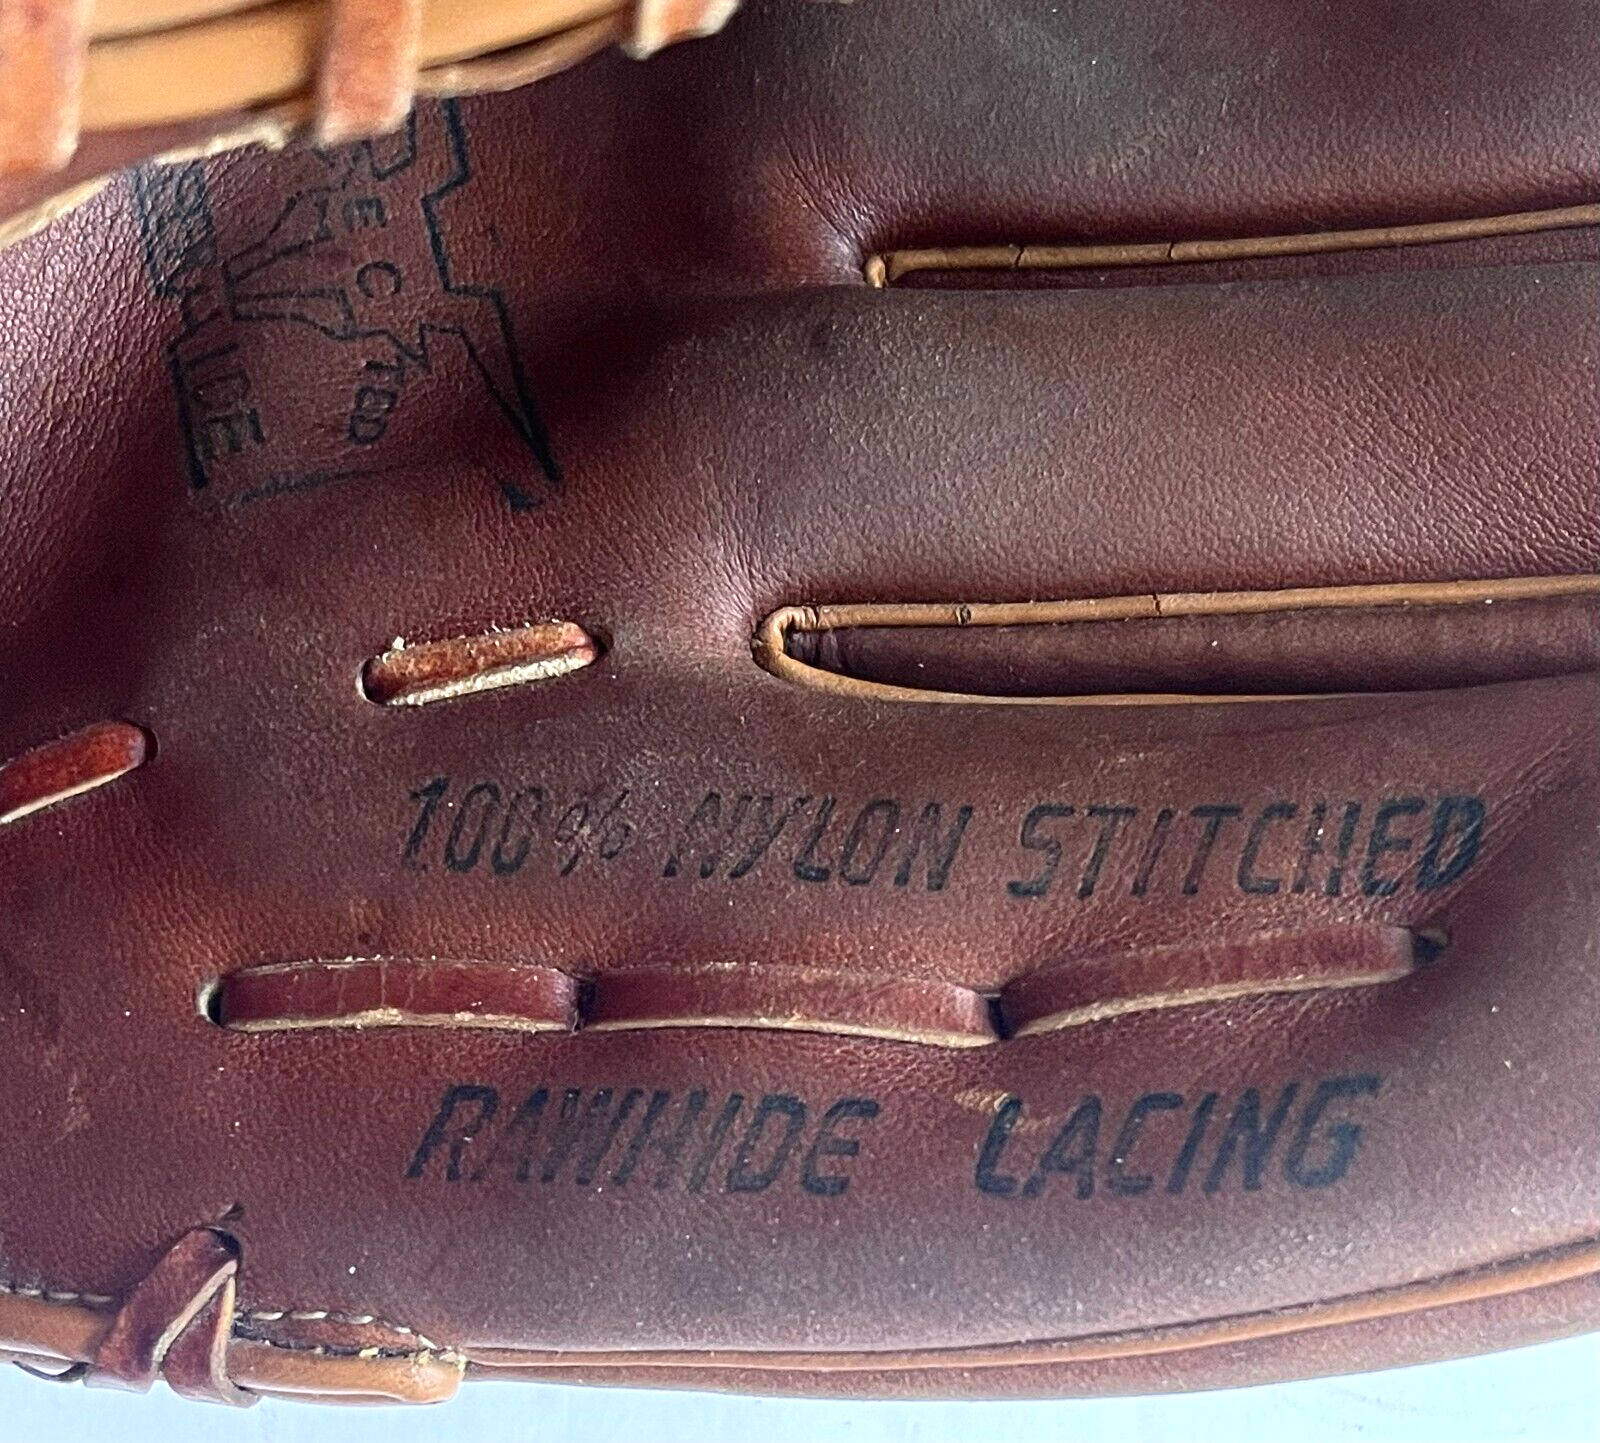 100% NYLON STITCHED
RAWHIDE LACING